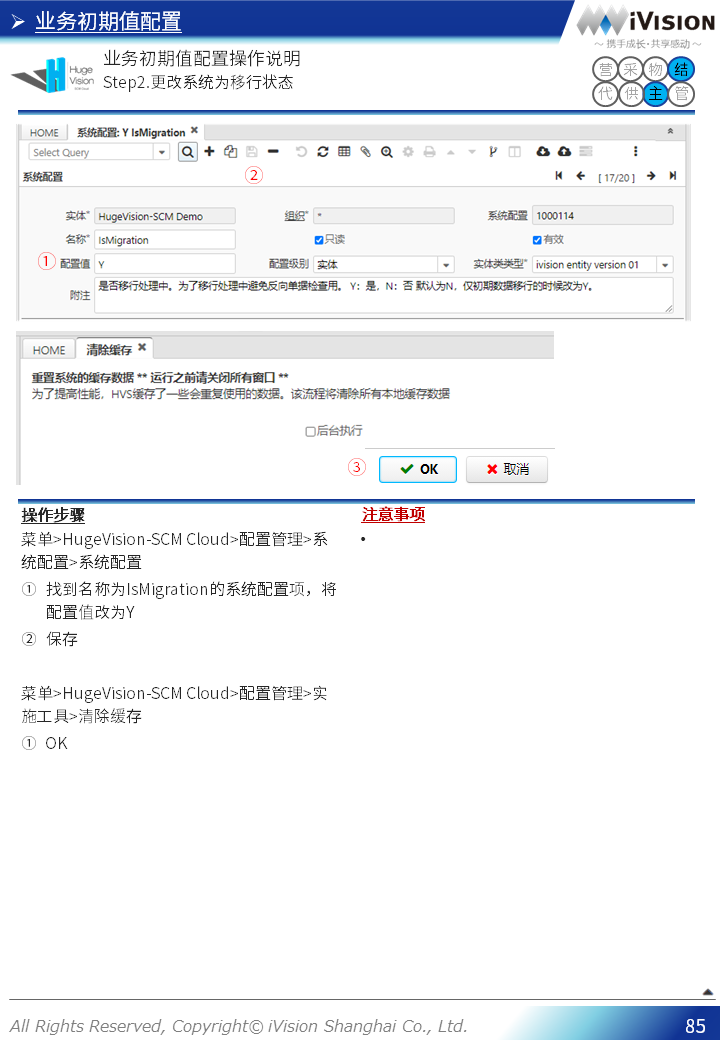 ➢ 业务初期值配置
iVISION
～ 携手成长·共享感动 ～
业务初期值配置操作说明
Step2.更改系统为移行状态
Huge
Vision
营 采 物 结
代 供 主 管
HOME 系统配置: Y IsMigration
Select Query
②
系统配置
[ 17/20 ]
实体* HugeVision-SCM Demo 组织* * 系统配置 1000114
名称* IsMigration 只读 有效
① 配置值 Y 配置级别 实体 实体类类型* ivision entity version 01
附注 是否移行处理中。为了移行处理中避免反向单据检查用。 Y：是，N：否 默认为N，仅初期数据移行的时候改为Y。
HOME 清除缓存
重置系统的缓存数据 ** 运行之前请关闭所有窗口 **
为了提高性能，HVS缓存了一些会重复使用的数据。该流程将清除所有本地缓存数据
后台执行
③ OK 取消
操作步骤
菜单>HugeVision-SCM Cloud>配置管理>系
统配置>系统配置
① 找到名称为IsMigration的系统配置项，将
配置值改为Y
② 保存
菜单>HugeVision-SCM Cloud>配置管理>实
施工具>清除缓存
① OK
注意事项
•
All Rights Reserved, Copyright© iVision Shanghai Co., Ltd.
85